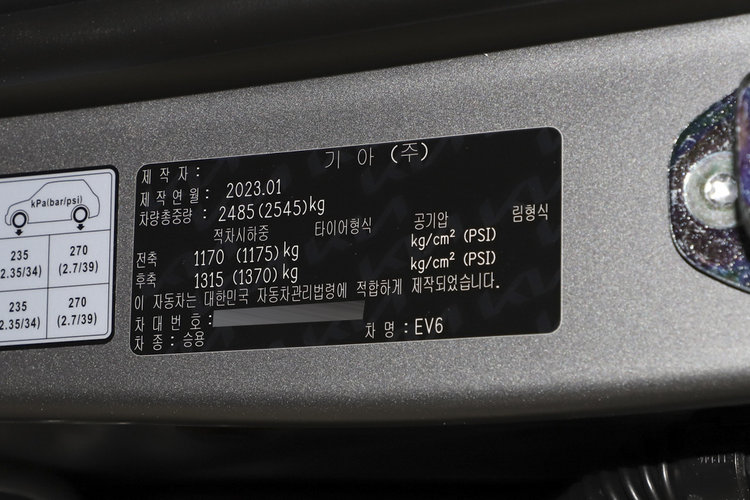 kPa(bar/psi)
235 270
2.35/34) (2.7/39)
235 270
2.35/34) (2.7/39)
제 작 자 : 기 아 (주)
제 작 연 월 : 2023.01
차량총중량 : 2485(2545)kg
적차시하중 타이어형식 공기압 림형식
전축 1170 (1175)kg kg/cm² (PSI)
후축 1315 (1370)kg kg/cm² (PSI)
이 자동차는 대한민국 자동차관리법령에 적합하게 제작되었습니다.
차 대 번 호 :
차 종 : 승용 차 명 : EV6